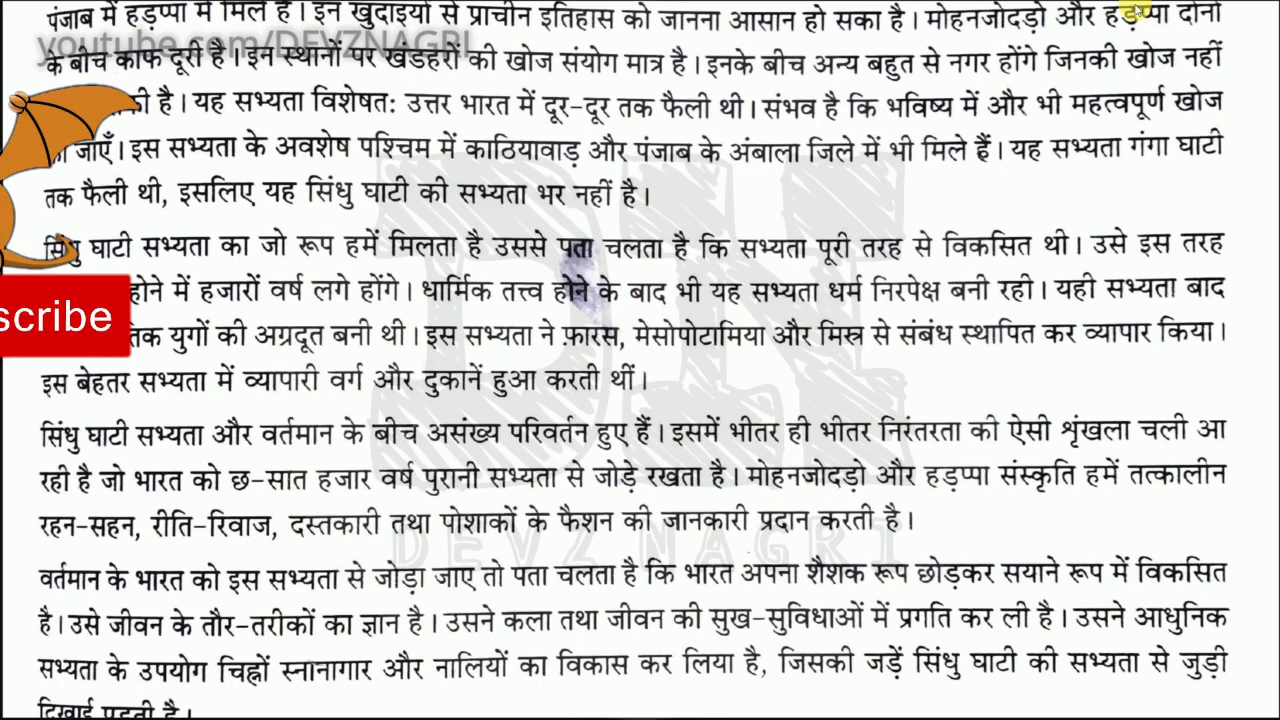 पंजाब में हड़प्पा में मिले हैं। इन खुदाइयों से प्राचीन इतिहास को जानना आसान हो सका है। मोहनजोदड़ो और हड़प्पा दोनों
youtube.com/DEVZNAGRI
के बीच काफ दूरी है। इन स्थानों पर खंडहरों की खोज संयोग मात्र है। इनके बीच अन्य बहुत से नगर होंगे जिनकी खोज नहीं
है। यह सभ्यता विशेषत: उत्तर भारत में दूर-दूर तक फैली थी। संभव है कि भविष्य में और भी महत्वपूर्ण खोज
जाएँ। इस सभ्यता के अवशेष पश्चिम में काठियावाड़ और पंजाब के अंबाला जिले में भी मिले हैं। यह सभ्यता गंगा घाटी
तक फैली थी, इसलिए यह सिंधु घाटी की सभ्यता भर नहीं है।
सिंधु घाटी सभ्यता का जो रूप हमें मिलता है उससे पता चलता है कि सभ्यता पूरी तरह से विकसित थी। उसे इस तरह
होने में हजारों वर्ष लगे होंगे। धार्मिक तत्त्व होने के बाद भी यह सभ्यता धर्म निरपेक्ष बनी रही। यही सभ्यता बाद
scribe
युगों की अग्रदूत बनी थी। इस सभ्यता ने फ़ारस, मेसोपोटामिया और मिस्र से संबंध स्थापित कर व्यापार किया।
इस बेहतर सभ्यता में व्यापारी वर्ग और दुकानें हुआ करती थीं।
सिंधु घाटी सभ्यता और वर्तमान के बीच असंख्य परिवर्तन हुए हैं। इसमें भीतर ही भीतर निरंतरता की ऐसी शृंखला चली आ
रही है जो भारत को छ-सात हजार वर्ष पुरानी सभ्यता से जोड़े रखता है। मोहनजोदड़ो और हड़प्पा संस्कृति हमें तत्कालीन
रहन-सहन, रीति-रिवाज, दस्तकारी तथा पोशाकों के फैशन की जानकारी प्रदान करती है।
DEVZ NAGRI
वर्तमान के भारत को इस सभ्यता से जोड़ा जाए तो पता चलता है कि भारत अपना शैशक रूप छोड़कर सयाने रूप में विकसित
है। उसे जीवन के तौर-तरीकों का ज्ञान है। उसने कला तथा जीवन की सुख-सुविधाओं में प्रगति कर ली है। उसने आधुनिक
सभ्यता के उपयोग चिह्नों स्नानागार और नालियों का विकास कर लिया है, जिसकी जड़ें सिंधु घाटी की सभ्यता से जुड़ी
दिखाई पड़ती है।